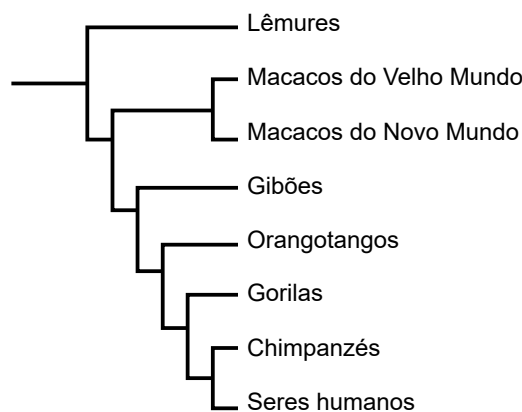 Lêmures
Macacos do Velho Mundo
Macacos do Novo Mundo
Gibões
Orangotangos
Gorilas
Chimpanzés
Seres humanos